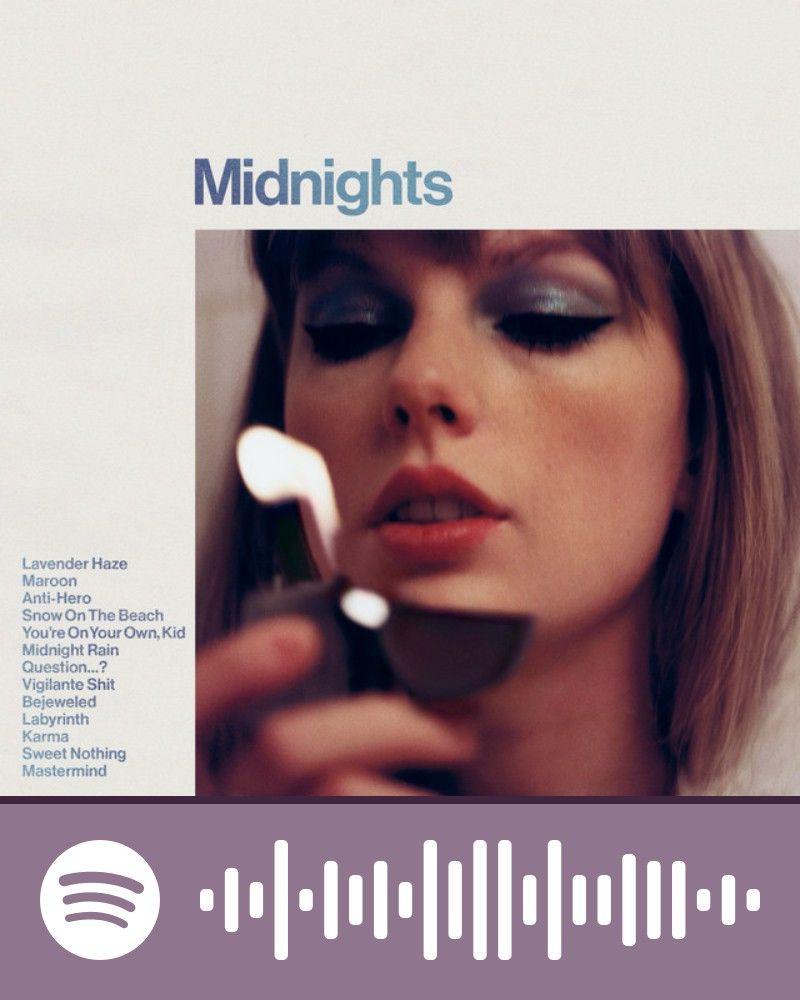 Midnights
Lavender Haze
Maroon
Anti-Hero
Snow On The Beach
You're On Your Own, Kid
Midnight Rain
Question...?
Vigilante Shit
Bejeweled
Labyrinth
Karma
Sweet Nothing
Mastermind